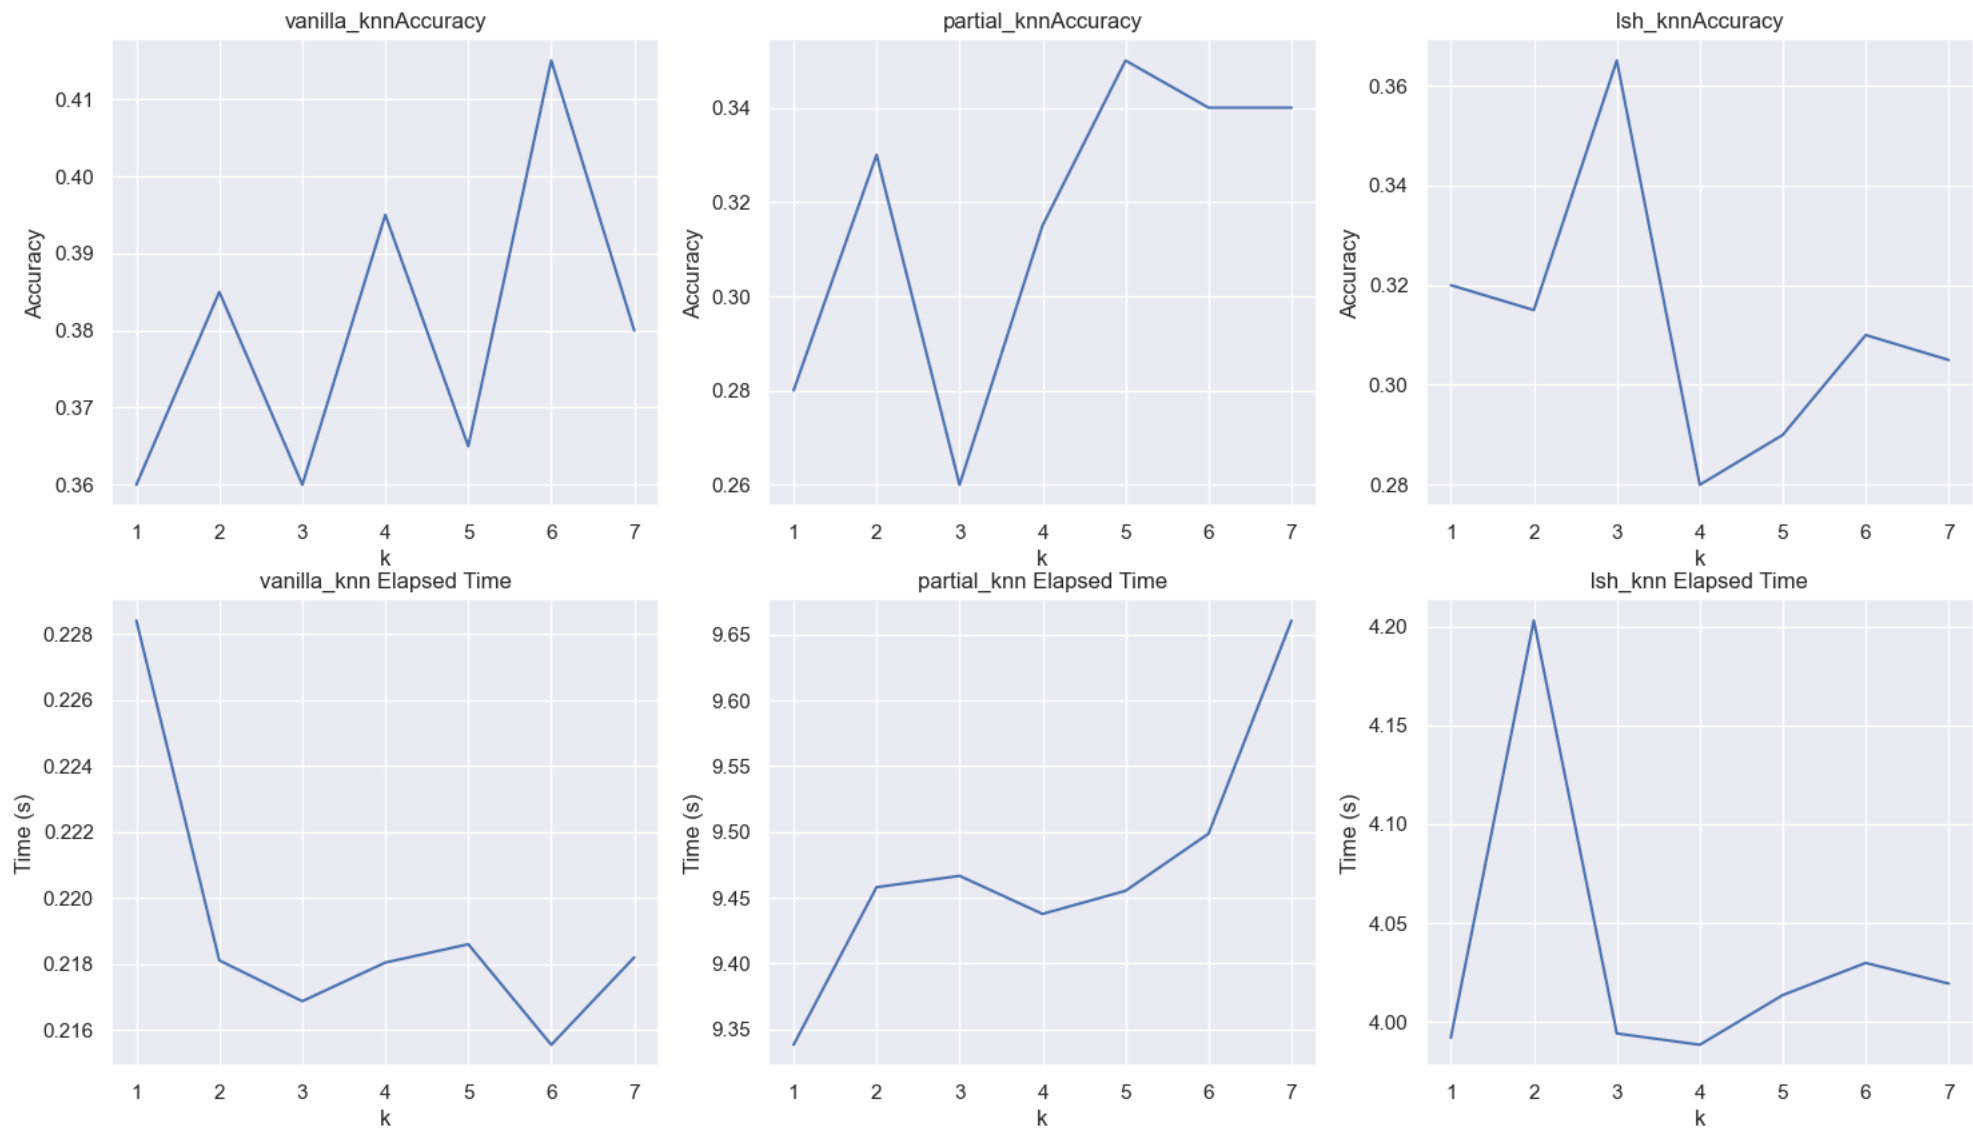 vanilla_knnAccuracy
0.41
0.40
0.39
0.38
0.37
0.36
Accuracy
1 2 3 4 5 6 7
k
partial_knnAccuracy
0.34
0.32
0.30
0.28
0.26
Accuracy
1 2 3 4 5 6 7
k
lsh_knnAccuracy
0.36
0.34
0.32
0.30
0.28
Accuracy
1 2 3 4 5 6 7
k
vanilla_knn Elapsed Time
0.228
0.226
0.224
0.222
0.220
0.218
0.216
Time (s)
1 2 3 4 5 6 7
k
partial_knn Elapsed Time
9.65
9.60
9.55
9.50
9.45
9.40
9.35
Time (s)
1 2 3 4 5 6 7
k
lsh_knn Elapsed Time
4.20
4.15
4.10
4.05
4.00
Time (s)
1 2 3 4 5 6 7
k